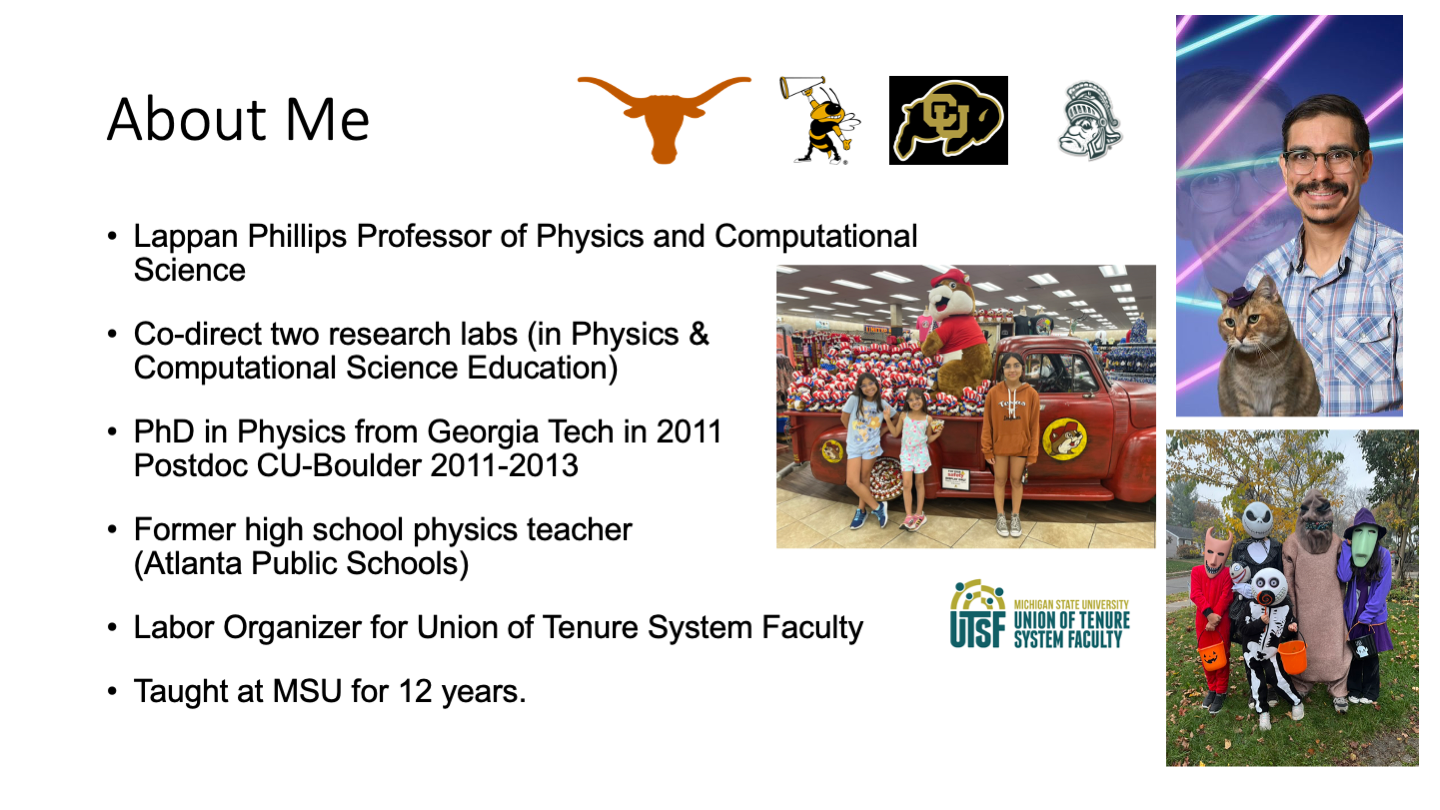 About Me
CU
• Lappan Phillips Professor of Physics and Computational
Science
• Co-direct two research labs (in Physics &
Computational Science Education)
• PhD in Physics from Georgia Tech in 2011
Postdoc CU-Boulder 2011-2013
• Former high school physics teacher
(Atlanta Public Schools)
• Labor Organizer for Union of Tenure System Faculty
• Taught at MSU for 12 years.
UTSF
MICHIGAN STATE UNIVERSITY
UNION OF TENURE
SYSTEM FACULTY